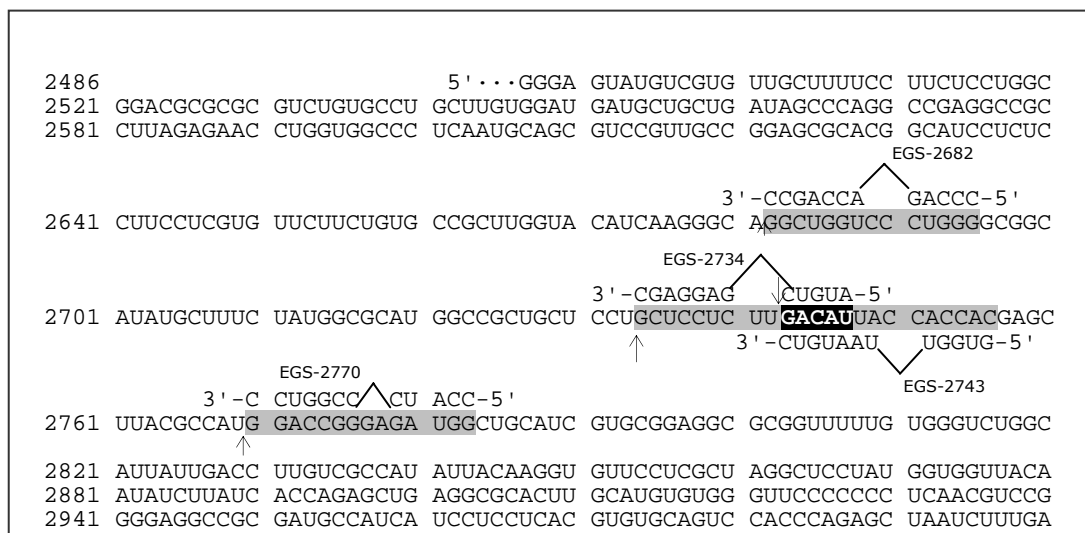 2486 5'···GGGA GUAUGUCGUG UUGCUUUUCC UUCUCCUGGC
2521 GGACGCGCGC GUCUGUGCCU GCUUGUGGAU GAUGCUGCUG AUAGCCCAGG CCGAGGCCGC
2581 CUUAGAGAAC CUGGUGGCCC UCAAUGCAGC GUCCGUUGCC GGAGCGCACG GCAUCCUCUC
EGS-2682
3'-CCGACCA GACCC-5'
2641 CUUCCUCGUG UUCUUCUGUG CCGCUUGGUA CAUCAAGGGC AGGCUGGUCC CUGGGGCGGC
EGS-2734
3'-CGAGGAG CUGUA-5'
2701 AUAUGCUUUC UAUGGCGCAU GGCCGCUGCU CCUGCUCCUC UUGACAUUAC CACCACGAGC
3'-CUGUAAU UGGUG-5'
EGS-2743
EGS-2770
3'-C CUGGCC CU ACC-5'
2761 UUACGCCAUG GACCGGGAGA UGGCUGCAUC GUGCGGAGGC GCGGUUUUUG UGGGUCUGGC
2821 AUUAUUGACC UUGUCGCCAU AUUACAAGGU GUUCCUCGCU AGGCUCCUAU GGUGGUUACA
2881 AUAUCUUAUC ACCAGAGCUG AGGCGCACUU GCAUGUGUGG GUUCCCCCCC UCAACGUCCG
2941 GGGAGGCCGC GAUGCCAUCA UCCUCCUCAC GUGUGCAGUC CACCCAGAGC UAAUCUUUGA